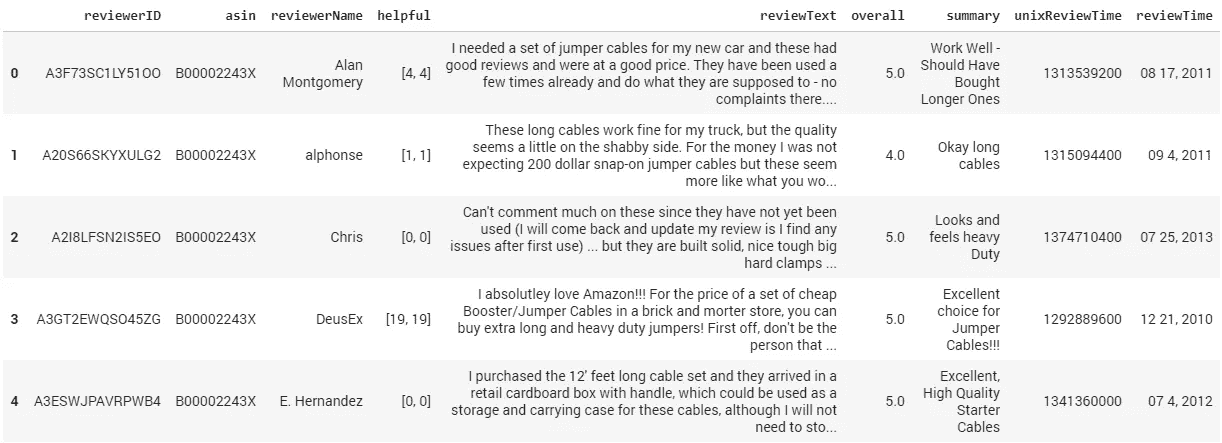 reviewerID asin reviewerName helpful reviewText overall summary unixReviewTime reviewTime
0 A3F73SC1LY51OO B00002243X
Alan
Montgomery
[4, 4]
I needed a set of jumper cables for my new car and these had
good reviews and were at a good price. They have been used a
few times already and do what they are supposed to - no
complaints there....
5.0
Work Well -
Should Have
Bought
Longer Ones
1313539200 08 17, 2011
1 A20S66SKYXULG2 B00002243X alphonse [1, 1]
These long cables work fine for my truck, but the quality
seems a little on the shabby side. For the money I was not
expecting 200 dollar snap-on jumper cables but these seem
more like what you wo...
4.0
Okay long
cables
1315094400 09 4, 2011
2 A2I8LFSN2IS5EO B00002243X Chris [0, 0]
Can't comment much on these since they have not yet been
used (I will come back and update my review is I find any
issues after first use) ... but they are built solid, nice tough big
hard clamps ...
5.0
Looks and
feels heavy
Duty
1374710400 07 25, 2013
3 A3GT2EWQSO45ZG B00002243X DeusEx [19, 19]
I absolutley love Amazon!!! For the price of a set of cheap
Booster/Jumper Cables in a brick and morter store, you can
buy extra long and heavy duty jumpers! First off, don't be the
person that ...
5.0
Excellent
choice for
Jumper
Cables!!!
1292889600 12 21, 2010
4 A3ESWJPAVRPWB4 B00002243X E. Hernandez [0, 0]
I purchased the 12' feet long cable set and they arrived in a
retail cardboard box with handle, which could be used as a
storage and carrying case for these cables, although I will not
need to sto...
5.0
Excellent,
High Quality
Starter
Cables
1341360000 07 4, 2012